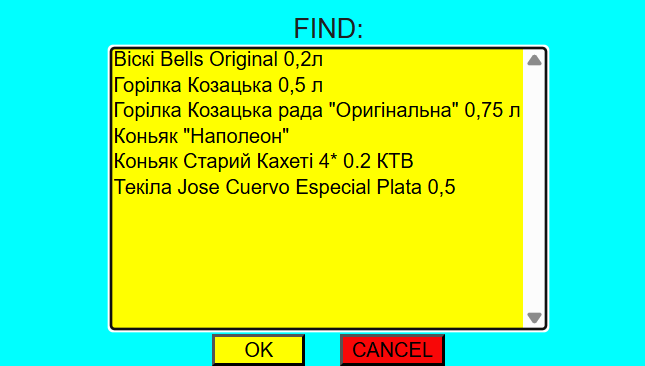 FIND:
Віскі Bells Original 0,2л
Горілка Козацька 0,5 л
Горілка Козацька рада "Оригінальна" 0,75 л
Коньяк "Наполеон"
Коньяк Старий Кахеті 4* 0.2 КТВ
Текіла Jose Cuervo Especial Plata 0,5
OK CANCEL